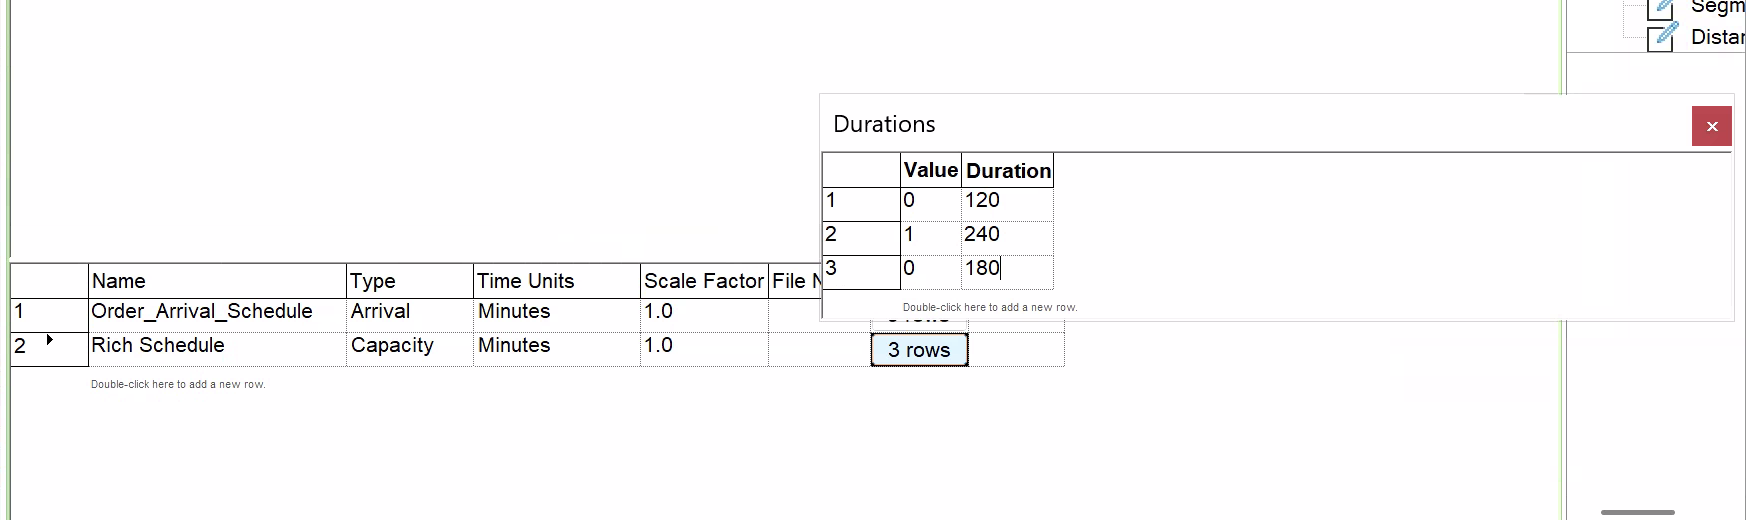 Segm
Distar
Durations
x
Value Duration
1 0 120
2 1 240
3 0 180
Double-click here to add a new row.
Name Type Time Units Scale Factor File N
1 Order_Arrival_Schedule Arrival Minutes 1.0
2 Rich Schedule Capacity Minutes 1.0 3 rows
Double-click here to add a new row.